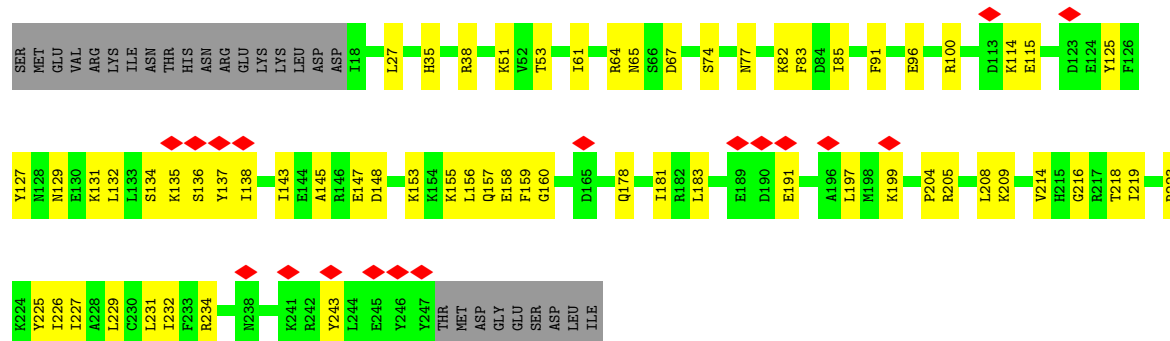 SER MET GLU VAL ARG LYS ILE ASN THR HIS ASN ARG GLU LYS LYS LEU ASP ASP I18 L27 H35 R38 K51 V52 T53 I61 R64 N65 S66 D67 S74 N77 K82 F83 D84 I85 F91 E96 R100 D113 K114 E115 D123 E124 Y125 F126
Y127 N128 N129 E130 K131 L132 L133 S134 K135 S136 Y137 I138 I143 E144 A145 R146 E147 D148 K153 K154 K155 L156 Q157 E158 F159 G160 D165 Q178 I181 R182 L183 E189 D190 E191 A196 L197 M198 K199 P204 R205 L208 K209 V214 H215 G216 R217 T218 I219
K224 Y225 I226 I227 A228 L229 C230 L231 I232 F233 R234 N238 K241 R242 Y243 L244 E245 Y246 Y247 THR MET ASP GLY GLU SER ASP LEU ILE